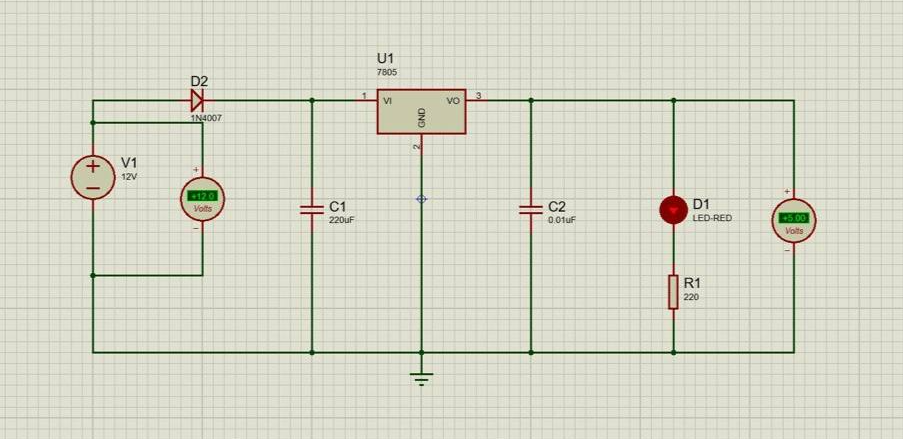 U1
7805
D2
1N4007
1
VI
VO
3
GND
2
V1
12V
+
+12.0
Volts
C1
220uF
C2
0.01uF
D1
LED-RED
+
+5.00
Volts
R1
220